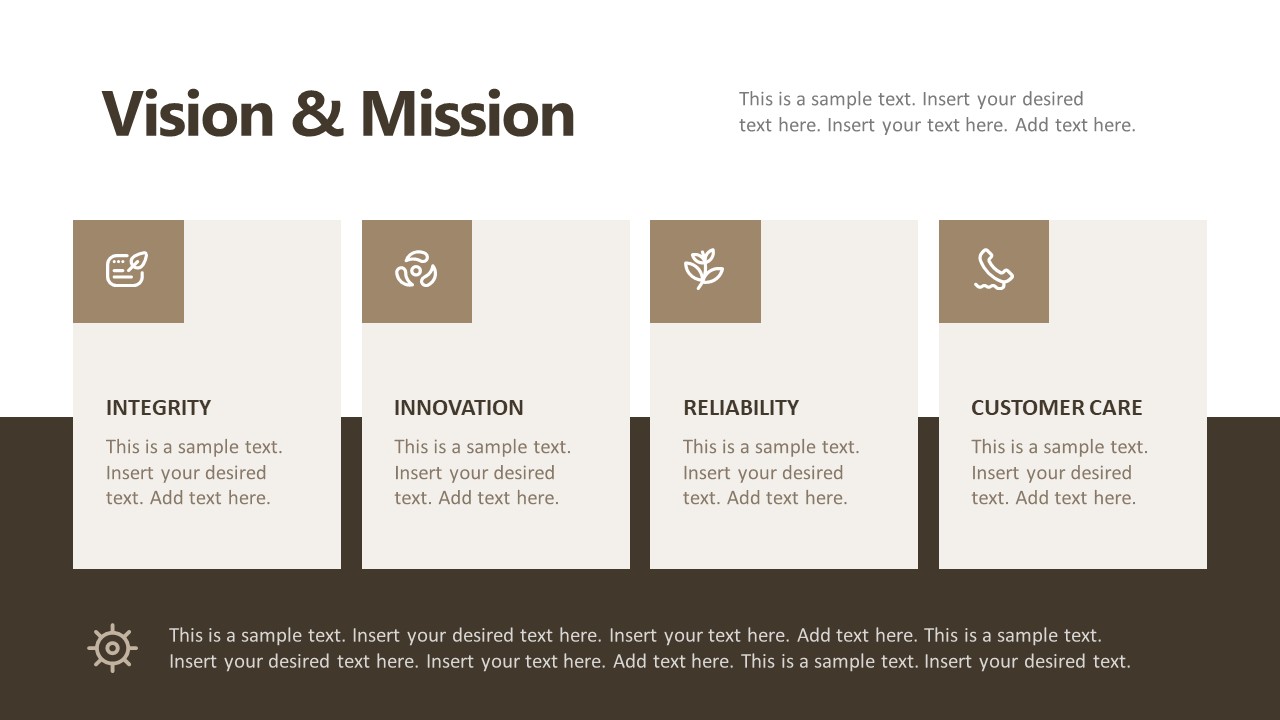 Vision & Mission
This is a sample text. Insert your desired
text here. Insert your text here. Add text here.
INTEGRITY
This is a sample text.
Insert your desired
text. Add text here.
INNOVATION
This is a sample text.
Insert your desired
text. Add text here.
RELIABILITY
This is a sample text.
Insert your desired
text. Add text here.
CUSTOMER CARE
This is a sample text.
Insert your desired
text. Add text here.
This is a sample text. Insert your desired text here. Insert your text here. Add text here. This is a sample text.
Insert your desired text here. Insert your text here. Add text here. This is a sample text. Insert your desired text.